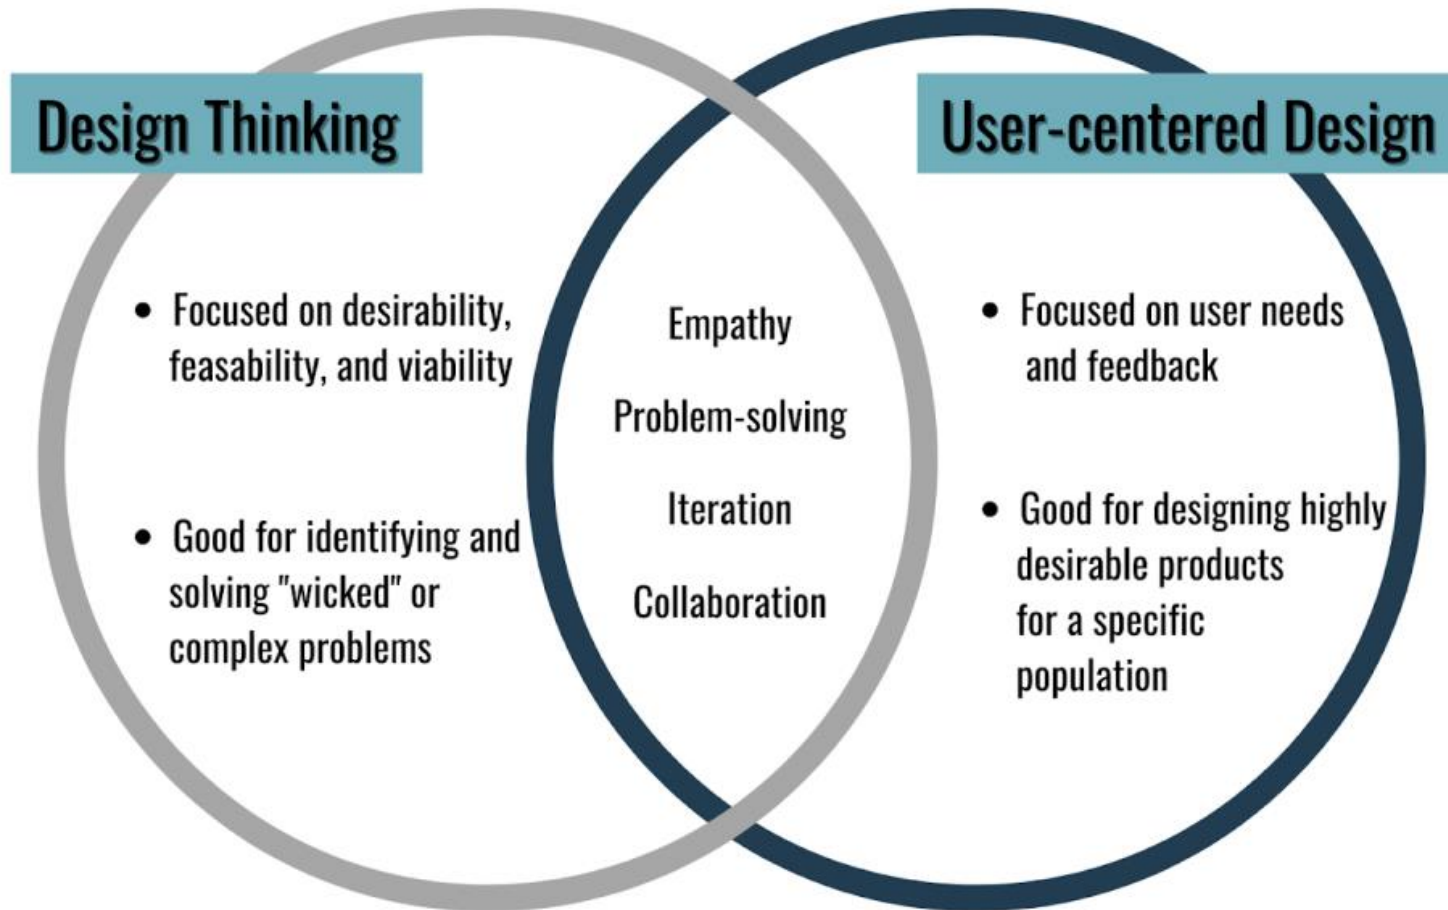 Design Thinking
• Focused on desirability,
feasability, and viability
• Good for identifying and
solving "wicked" or
complex problems
Empathy
Problem-solving
Iteration
Collaboration
User-centered Design
• Focused on user needs
and feedback
• Good for designing highly
desirable products
for a specific
population